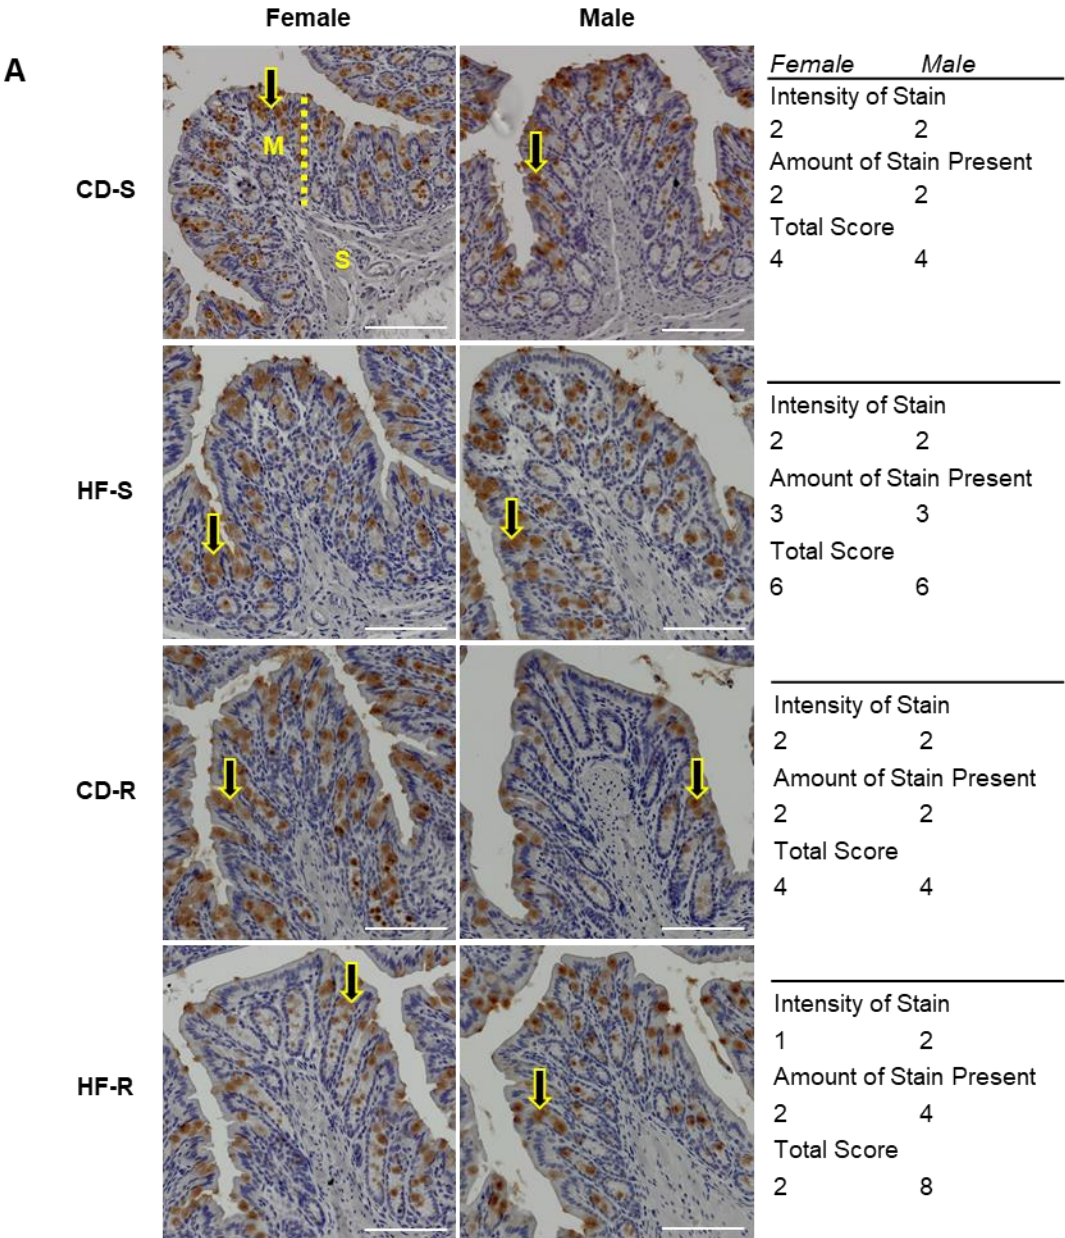 Female Male
A
Female Male
Intensity of Stain
2 2
Amount of Stain Present
2 2
Total Score
4 4
CD-S
M
S
Intensity of Stain
2 2
Amount of Stain Present
3 3
Total Score
6 6
HF-S
Intensity of Stain
2 2
Amount of Stain Present
2 2
Total Score
4 4
CD-R
Intensity of Stain
1 2
Amount of Stain Present
2 4
Total Score
2 8
HF-R